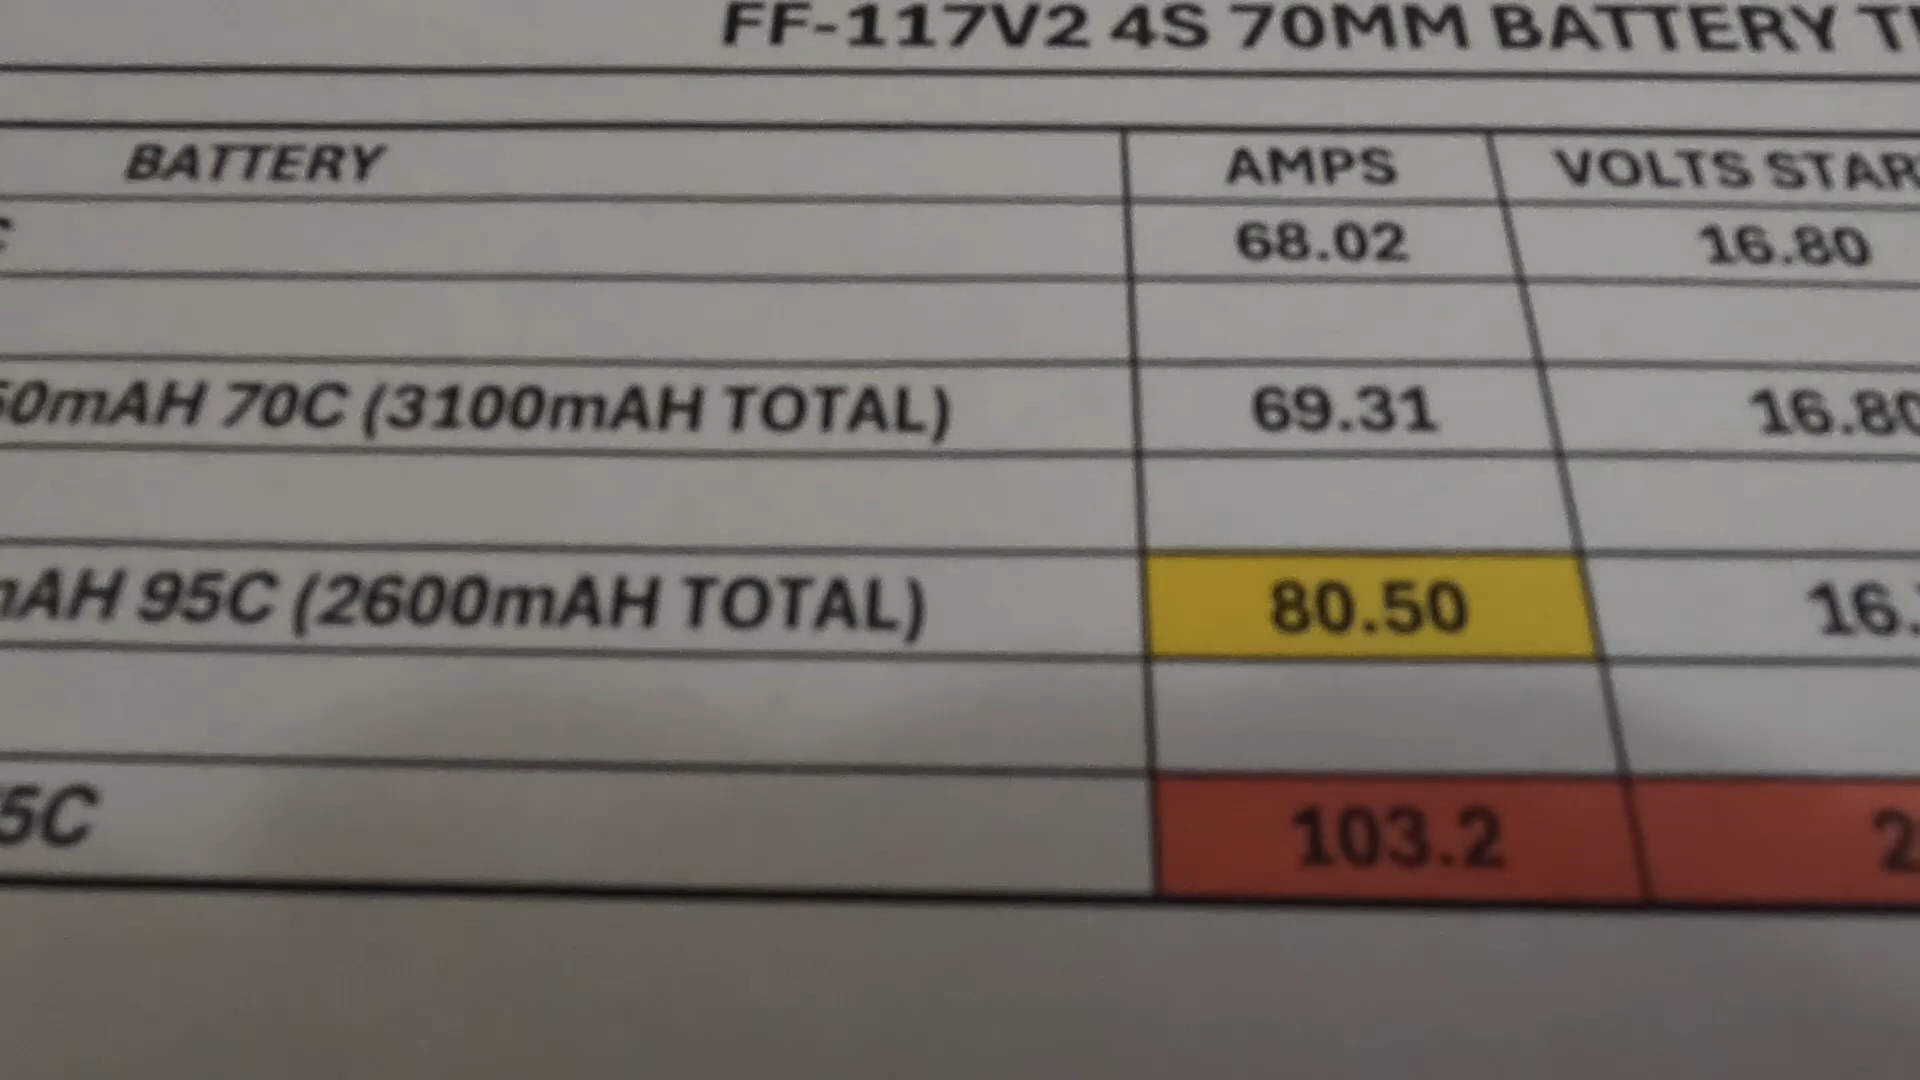 FF-117V2 4S 70MM BATTERY
BATTERY AMPS VOLTS STAR
68.02 16.80
50mAH 70C (3100mAH TOTAL) 69.31 16.80
mAH 95C (2600mAH TOTAL) 80.50 16.
5C 103.2 2